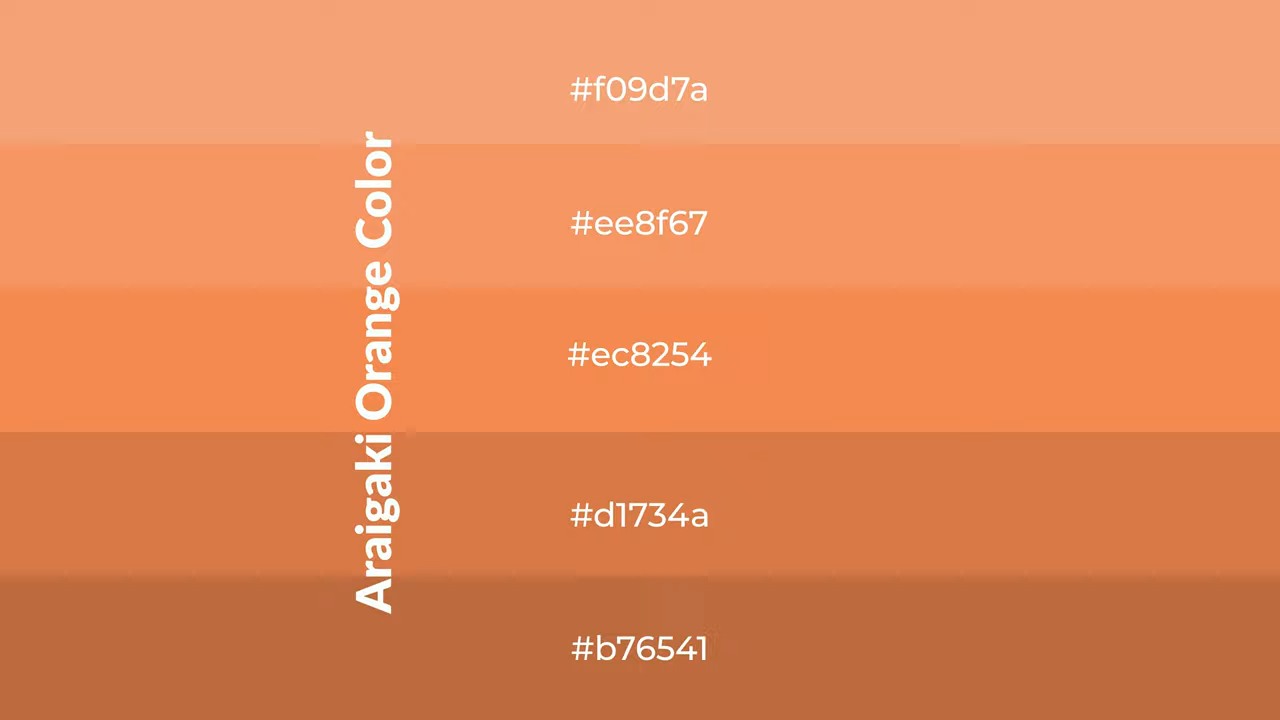 Araigaki Orange Color
#f09d7a
#ee8f67
#ec8254
#d1734a
#b76541